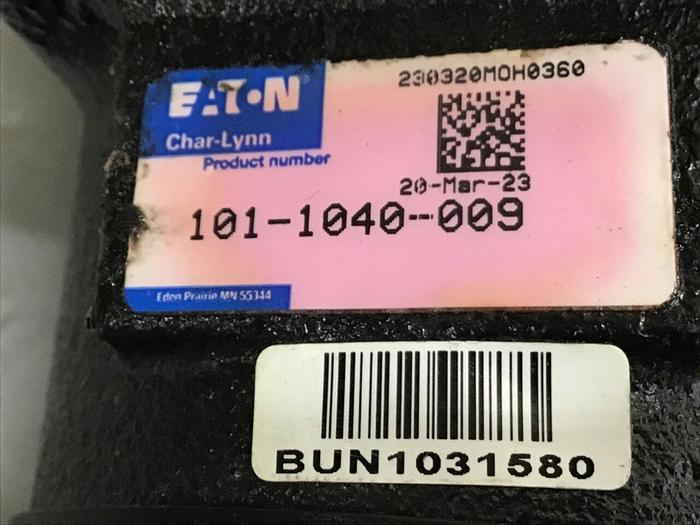 EATON
Char-Lynn
Product number
230320MOH0360
20-Mar-23
101-1040-009
Eden Prairie MN 55344
BUN1031580